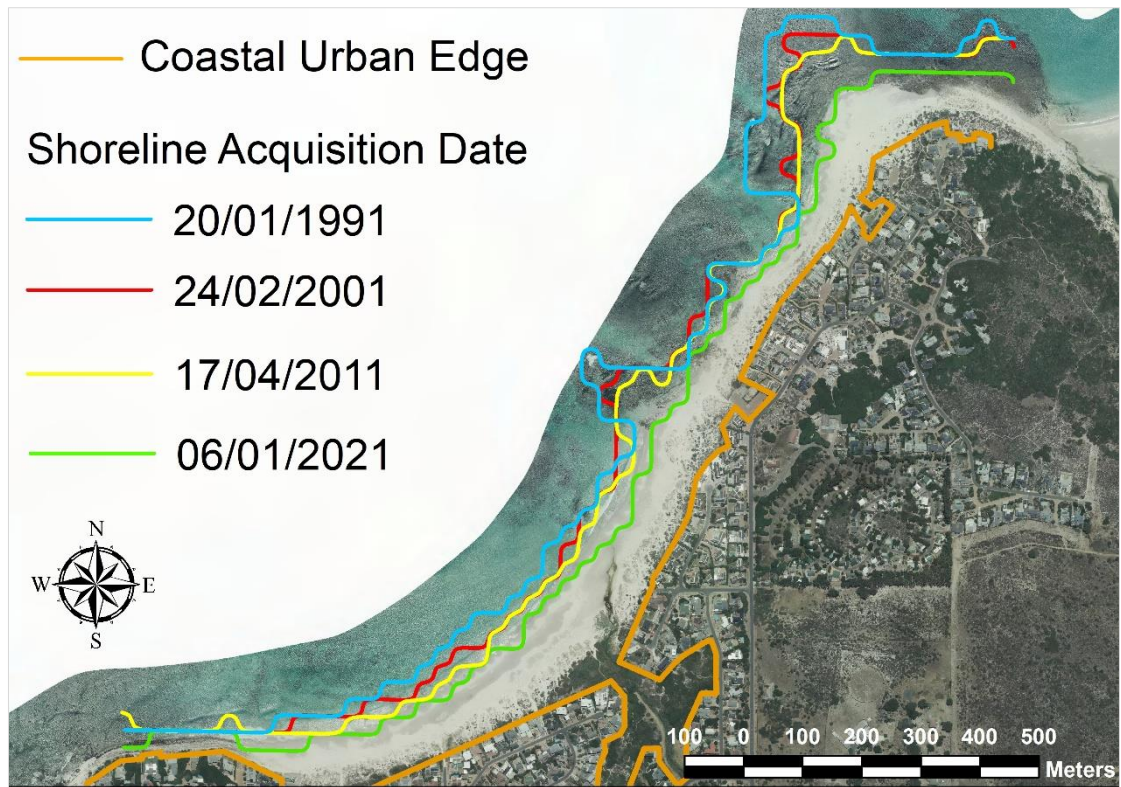 Coastal Urban Edge
Shoreline Acquisition Date
20/01/1991
24/02/2001
17/04/2011
06/01/2021
N
W E
S
100 0 100 200 300 400 500
Meters